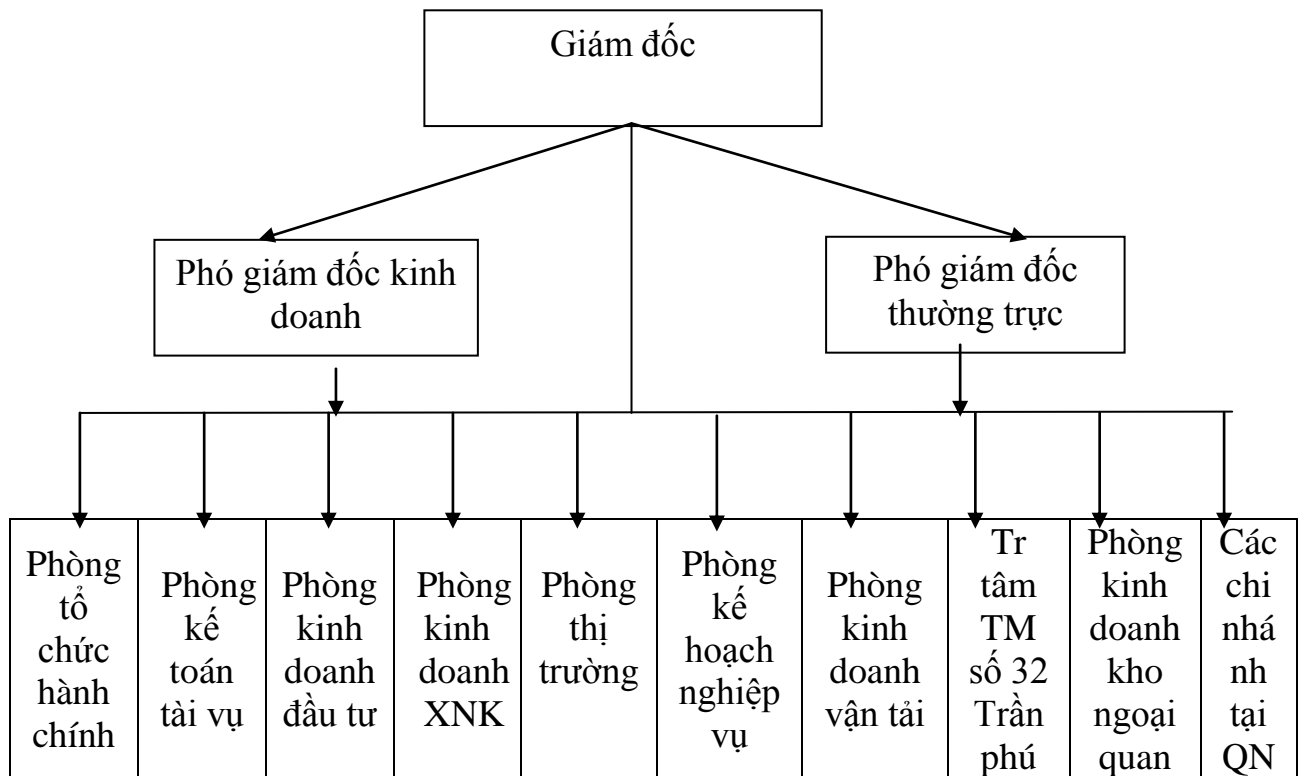 Giám đốc
Phó giám đốc kinh
doanh
Phó giám đốc
thường trực
Phòng
tổ
chức
hành
chính
Phòng
kế
toán
tài vụ
Phòng
kinh
doanh
đầu tư
Phòng
kinh
doanh
XNK
Phòng
thị
trường
Phòng
kế
hoạch
nghiệp
vụ
Phòng
kinh
doanh
vận tải
Tr
tâm
TM
số 32
Trần
phú
Phòng
kinh
doanh
kho
ngoại
quan
Các
chi
nhá
nh
tại
QN